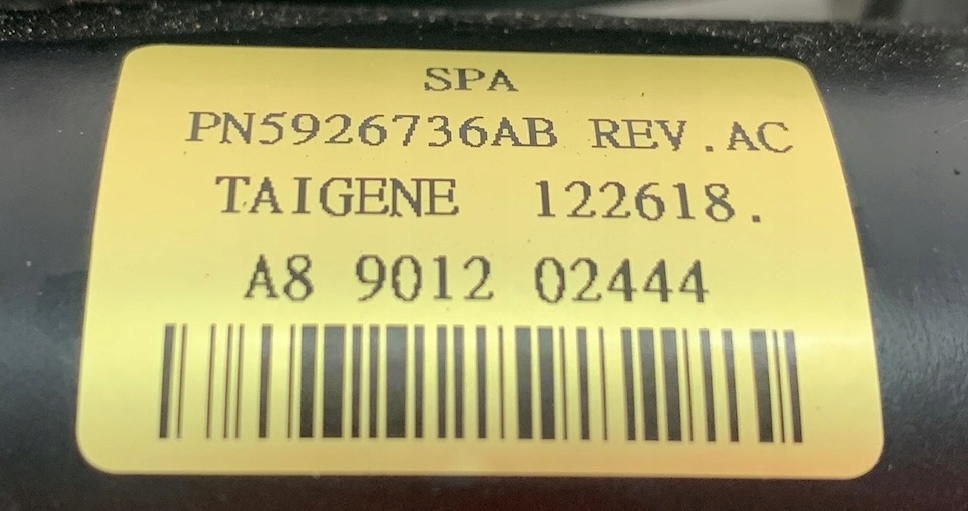 SPA
PN5926736AB REV.AC
TAIGENE 122618.
A8 9012 02444